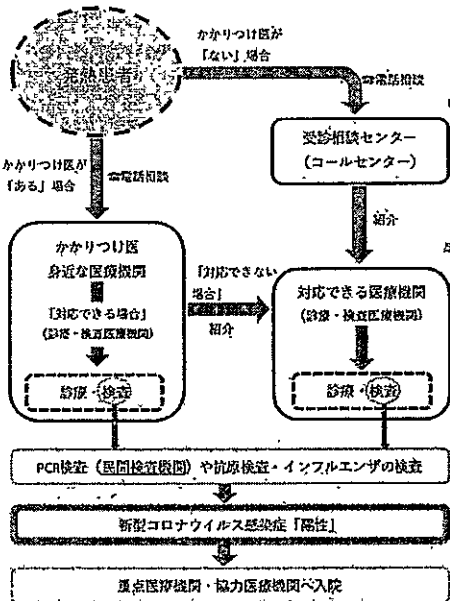 かかりつけ医が
「ない」場合
発熱患者
☎電話相談
受診相談センター
（コールセンター）
かかりつけ医が
「ある」場合
☎電話相談
紹介
かかりつけ医
身近な医療機関
『対応できる場合』
（診療・検査医療機関）
診療・検査
『対応できない
場合』
紹介
対応できる医療機関
（診療・検査医療機関）
診療・検査
PCR検査（民間検査機関）や抗原検査・インフルエンザの検査
新型コロナウイルス感染症『陽性』
重点医療機関・協力医療機関へ入院